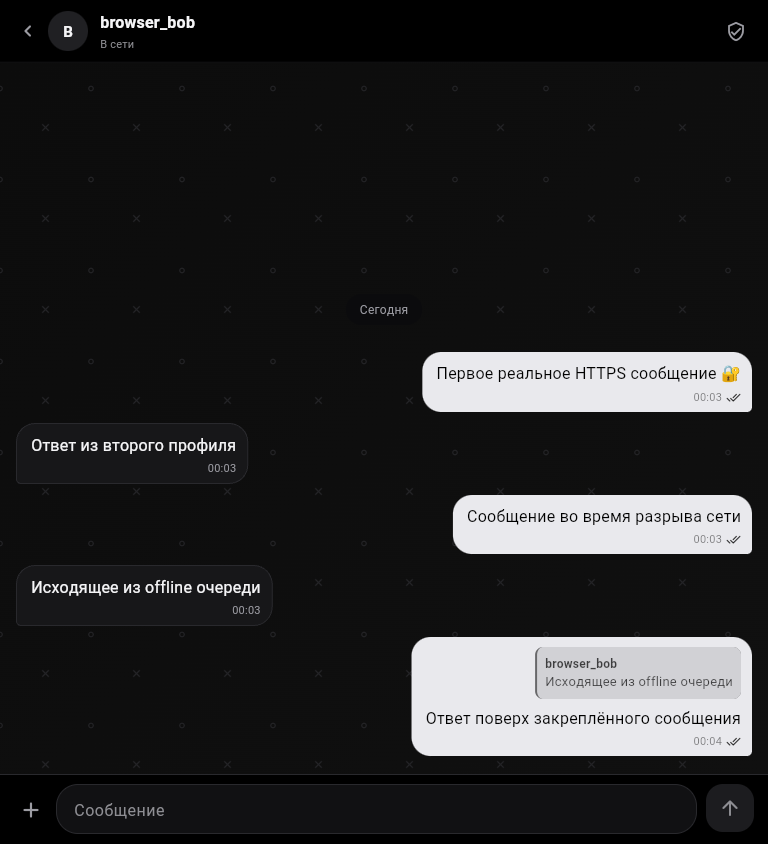 B
browser_bob
В сети
Сегодня
Первое реальное HTTPS сообщение 🔐
00:03
Ответ из второго профиля
00:03
Сообщение во время разрыва сети
00:03
Исходящее из offline очереди
00:03
browser_bob
Исходящее из offline очереди
Ответ поверх закреплённого сообщения
00:04
Сообщение